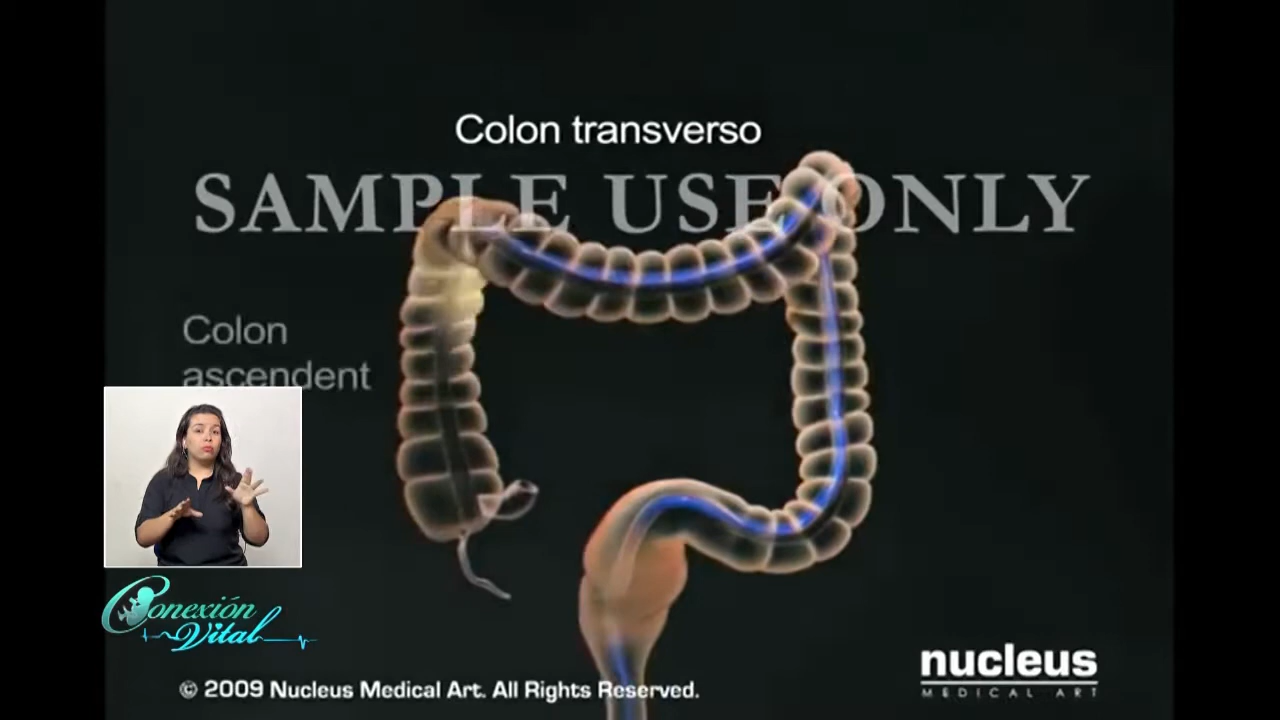 Colon transverso
SAMPLE USE ONLY
Colon
ascendent
Conexión
Vital
© 2009 Nucleus Medical Art. All Rights Reserved.
nucleus
MEDICAL ART